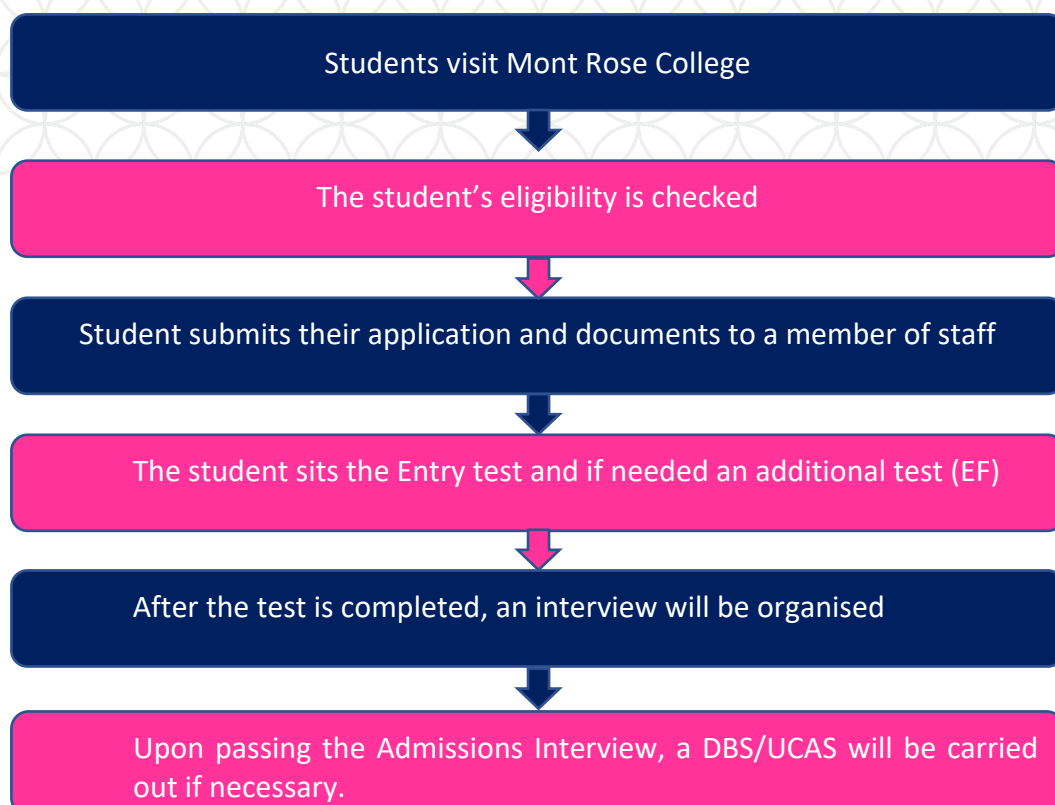 Students visit Mont Rose College
The student’s eligibility is checked
Student submits their application and documents to a member of staff
The student sits the Entry test and if needed an additional test (EF)
After the test is completed, an interview will be organised
Upon passing the Admissions Interview, a DBS/UCAS will be carried
out if necessary.